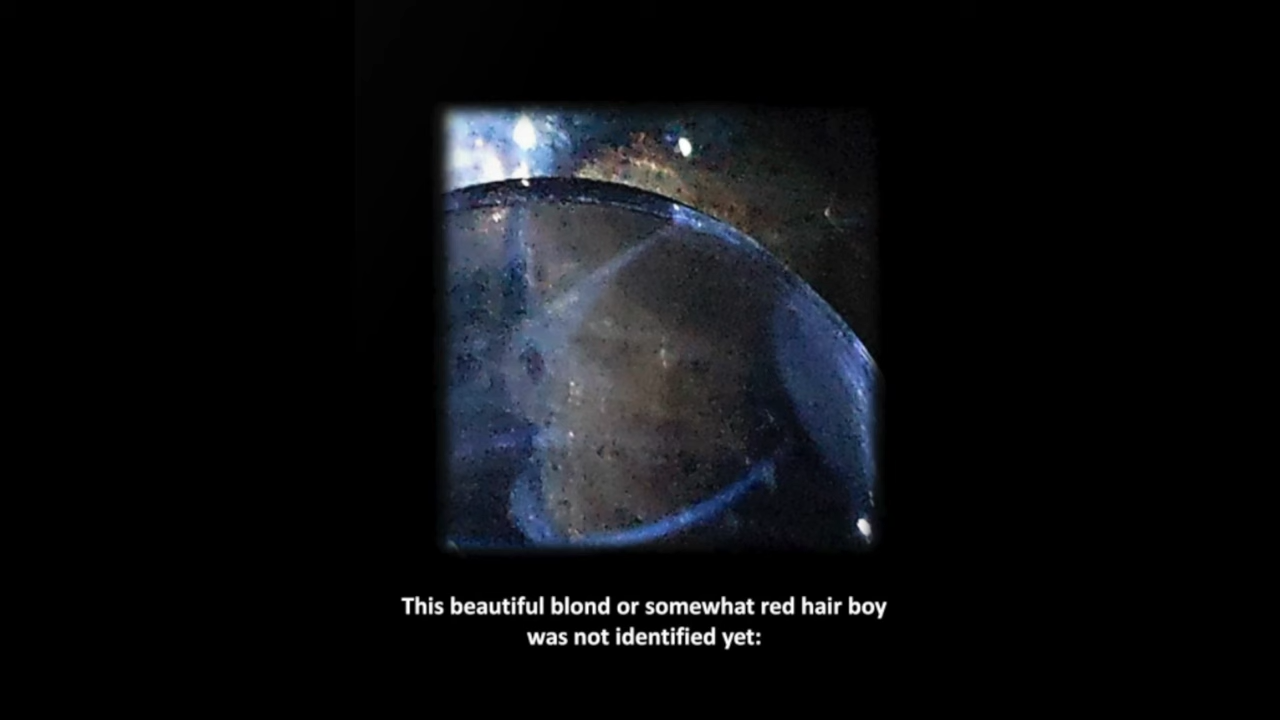 This beautiful blond or somewhat red hair boy
was not identified yet: